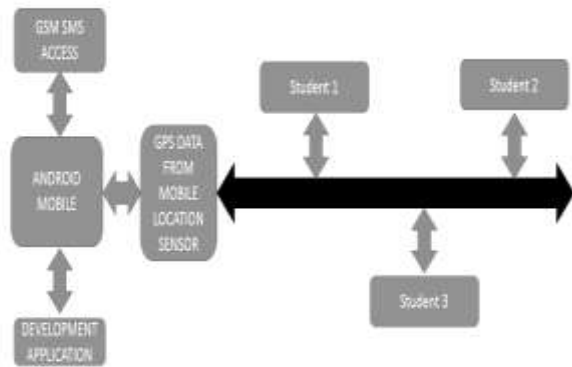 GSM SMS
ACCESS
Student 1
Student 2
ANDROID
MOBILE
GPS DATA
FROM
MOBILE
LOCATION
SENSOR
Student 3
DEVELOPMENT
APPLICATION